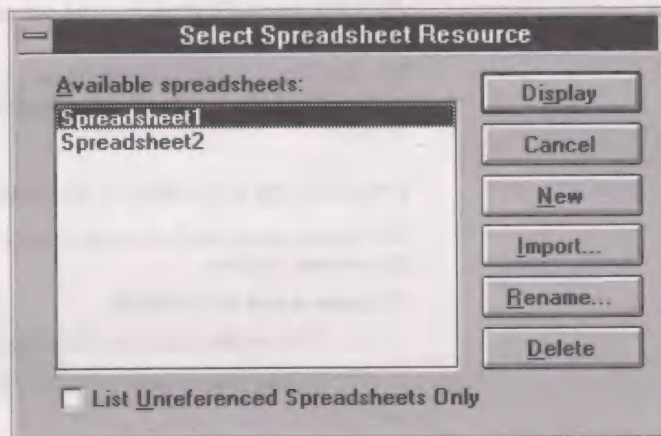 Select Spreadsheet Resource
Available spreadsheets:
Spreadsheet1
Spreadsheet2
Display
Cancel
New
Import...
Rename...
Delete
List Unreferenced Spreadsheets Only